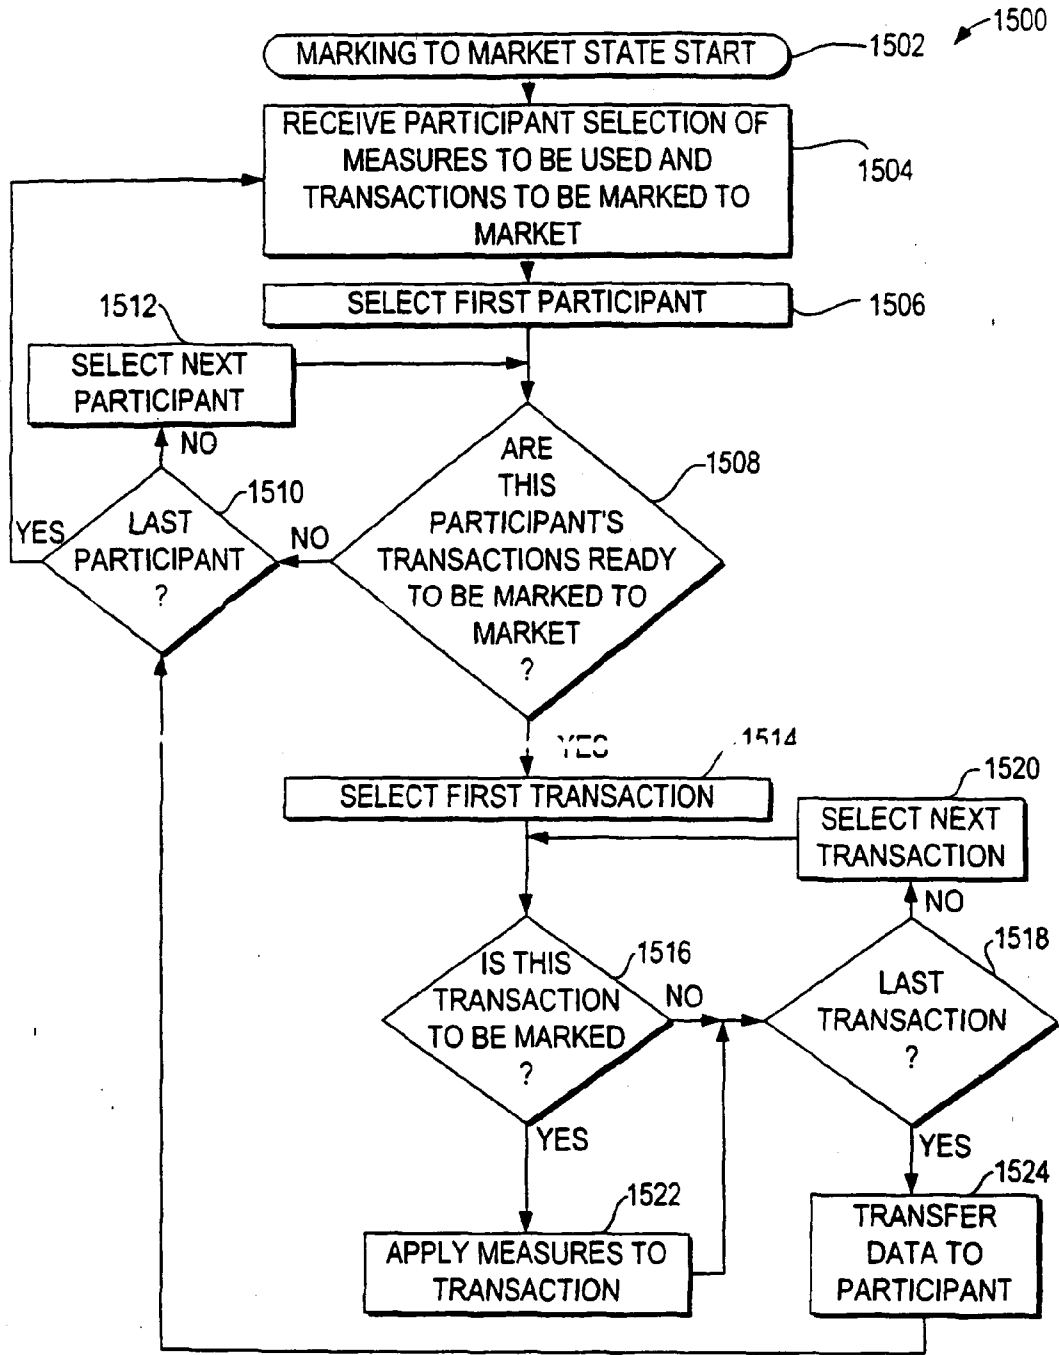 1500
MARKING TO MARKET STATE START
1502
RECEIVE PARTICIPANT SELECTION OF
MEASURES TO BE USED AND
TRANSACTIONS TO BE MARKED TO
MARKET
1504
SELECT FIRST PARTICIPANT
1506
1512
SELECT NEXT
PARTICIPANT
NO
ARE
THIS
PARTICIPANT'S
TRANSACTIONS READY
TO BE MARKED TO
MARKET
?
1508
1510
YES
LAST
PARTICIPANT
?
NO
YES
1514
SELECT FIRST TRANSACTION
1520
SELECT NEXT
TRANSACTION
NO
IS THIS
TRANSACTION
TO BE MARKED
?
1516
NO
1518
LAST
TRANSACTION
?
YES
YES
1522
APPLY MEASURES TO
TRANSACTION
1524
TRANSFER
DATA TO
PARTICIPANT